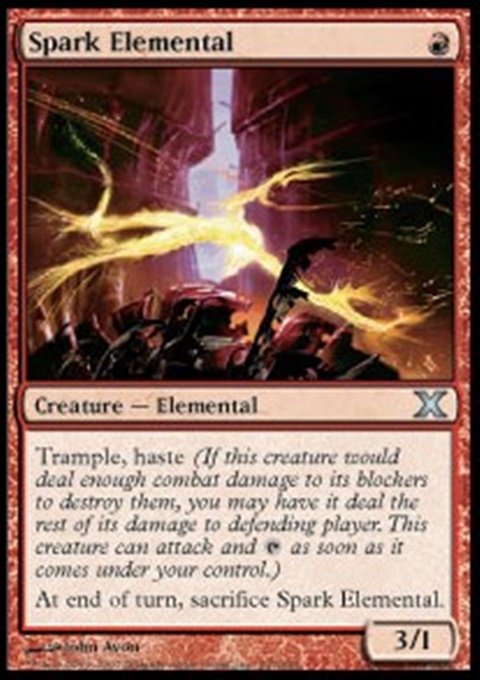 Spark Elemental
Creature — Elemental
X
Trample, haste (If this creature would
deal enough combat damage to its blockers
to destroy them, you may have it deal the
rest of its damage to defending player. This
creature can attack and as soon as it
comes under your control.)
At end of turn, sacrifice Spark Elemental.
John Avon
3/1